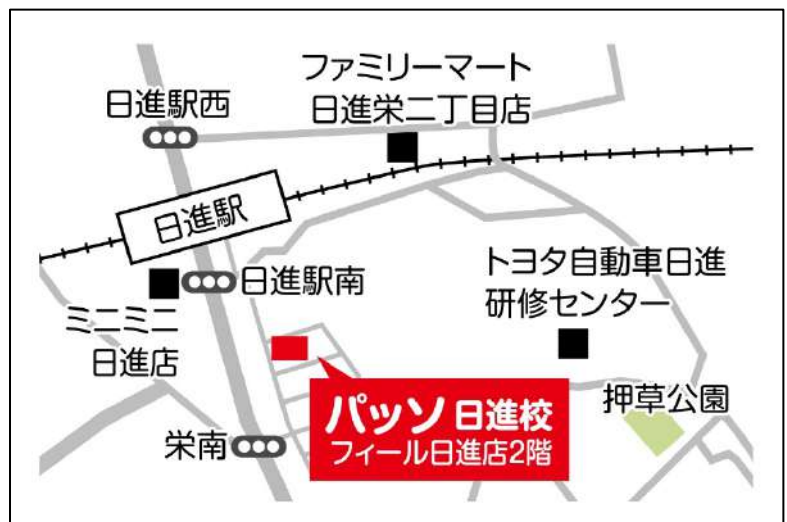 ファミリーマート
日進栄二丁目店
日進駅西
日進駅
日進駅南
ミニミニ
日進店
トヨタ自動車日進
研修センター
押草公園
パッソ 日進校
フィール日進店2階
栄南